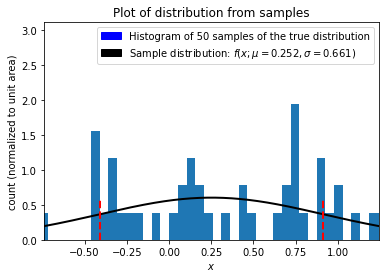 Plot of distribution from samples
Histogram of 50 samples of the true distribution
Sample distribution: f(x; μ = 0.252, σ = 0.661)
count (normalized to unit area)
3.0
2.5
2.0
1.5
1.0
0.5
0.0
−0.50 −0.25 0.00 0.25 0.50 0.75 1.00
x